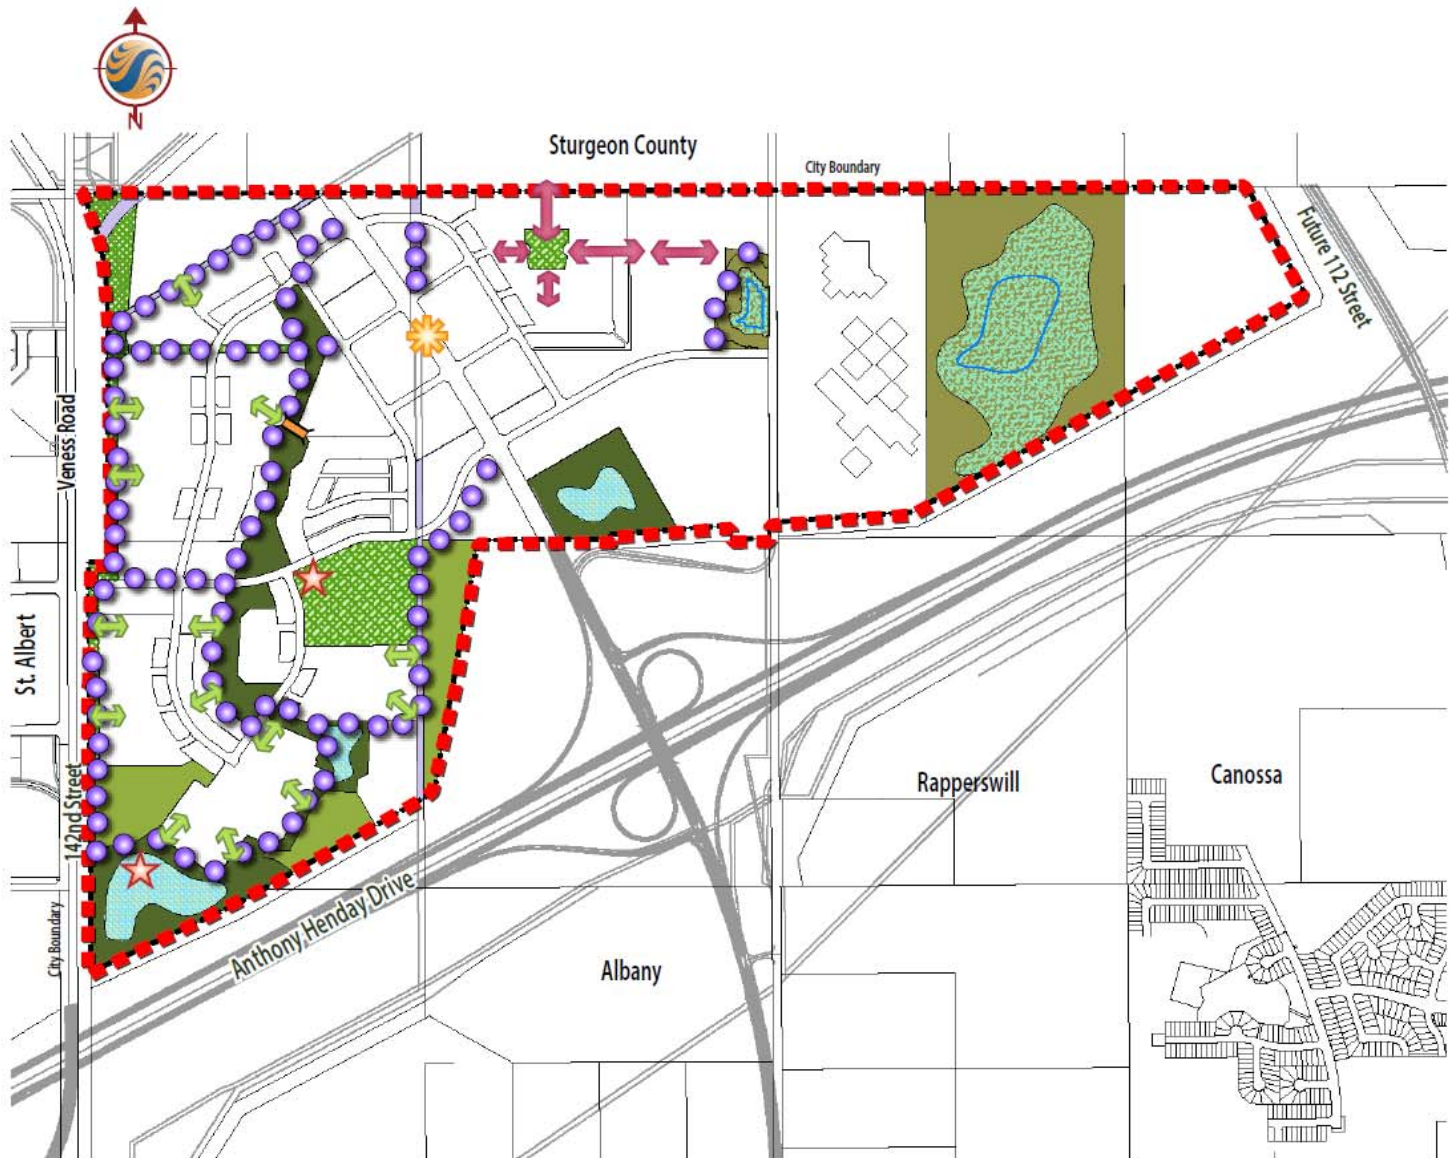 N
Sturgeon County
City Boundary
Future 112 Street
Veness Road
St. Albert
142nd Street
City Boundary
Anthony Henday Drive
Rapperswill
Canossa
Albany